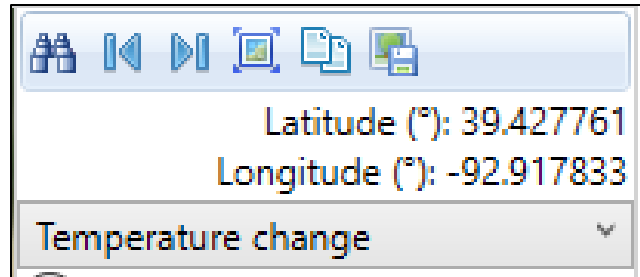 Latitude (°): 39.427761
Longitude (°): -92.917833
Temperature change